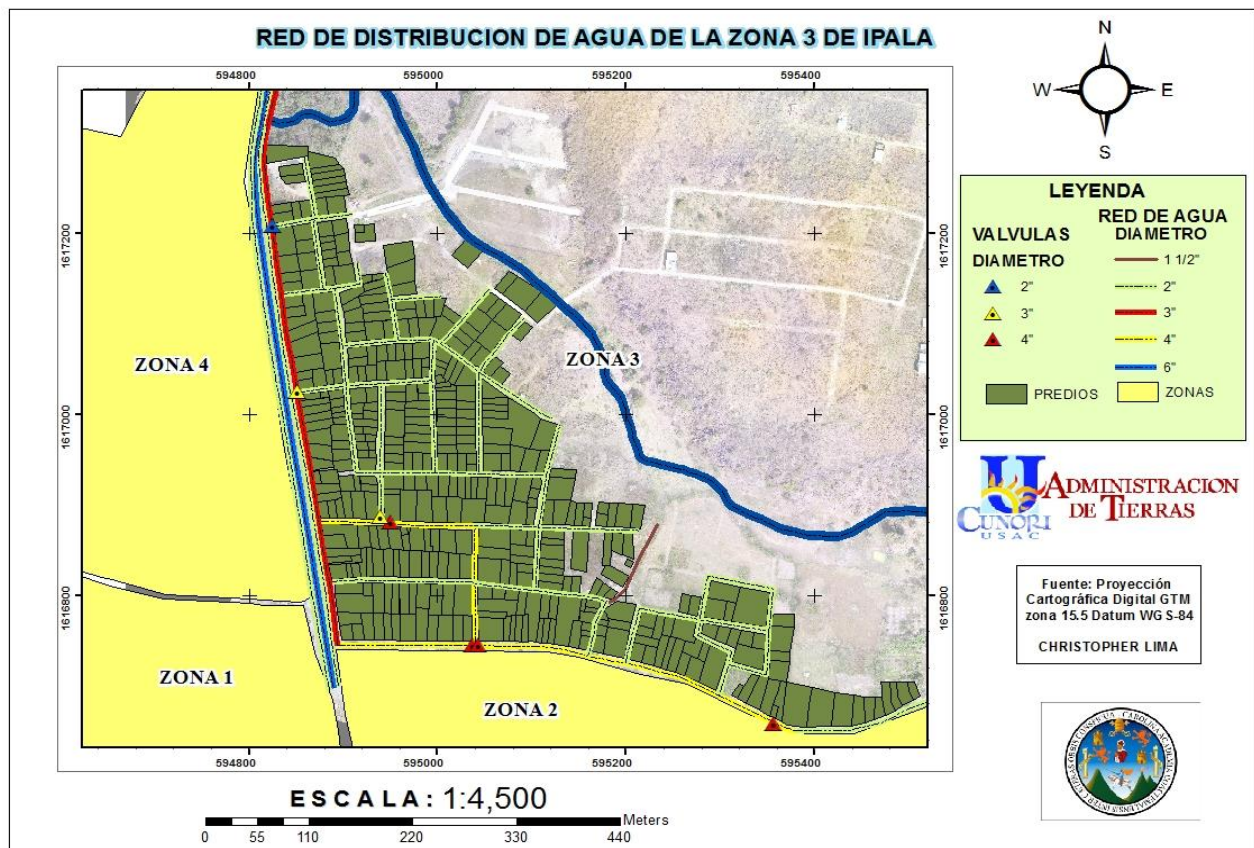 RED DE DISTRIBUCION DE AGUA DE LA ZONA 3 DE IPALA
594800 595000 595200 595400
1617200 1617200
1617000 1617000
1616800 1616800
594800 595000 595200 595400
ZONA 4
ZONA 3
ZONA 1
ZONA 2
N
W E
S
LEYENDA
VALVULAS
DIAMETRO
2"
3"
4"
RED DE AGUA
DIAMETRO
1 1/2"
2"
3"
4"
6"
PREDIOS
ZONAS
U
CUNORI
USAC
ADMINISTRACION
DE TIERRAS
Fuente: Proyección
Cartográfica Digital GTM
zona 15.5 Datum WGS-84
CHRISTOPHER LIMA
ESCALA: 1:4,500
Meters
0 55 110 220 330 440